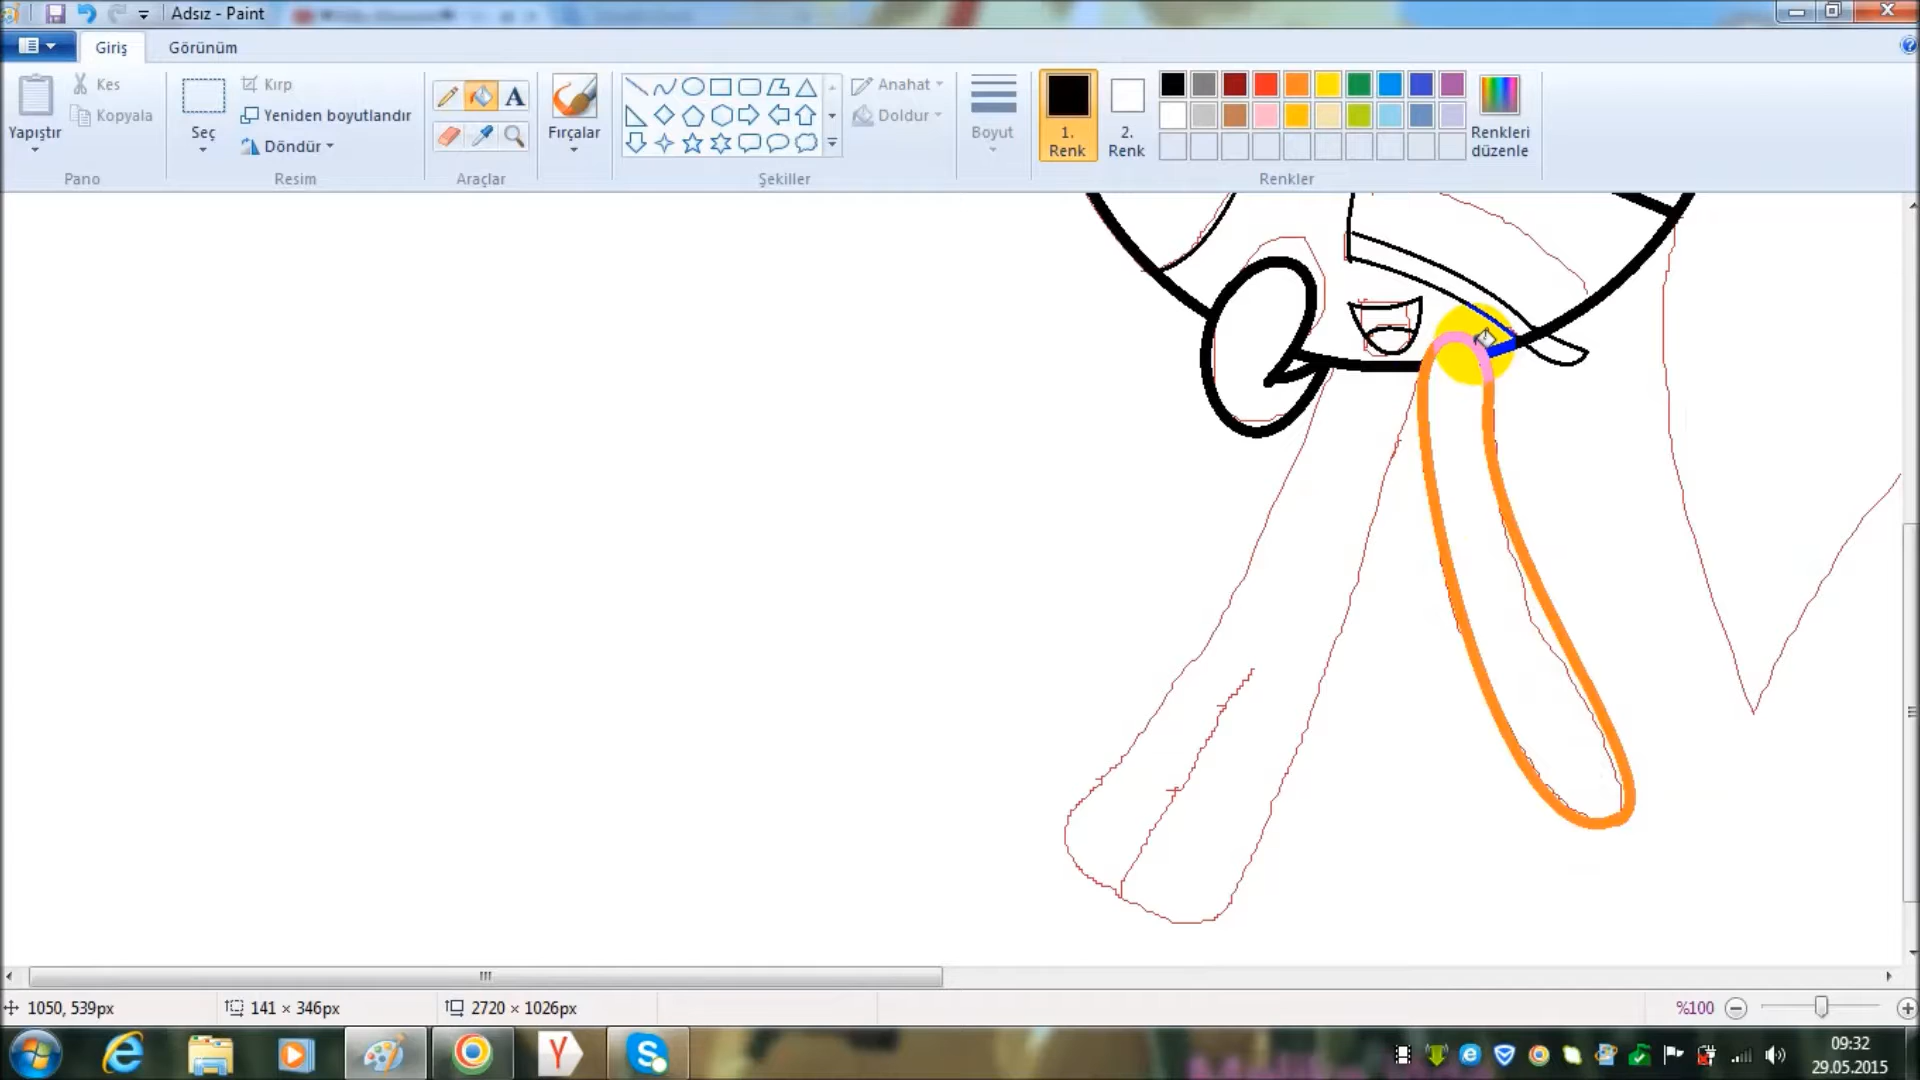 Adsız - Paint
Giriş
Görünüm
Yapıştır
Kes
Kopyala
Pano
Seç
Kırp
Yeniden boyutlandır
Döndür
Resim
A
Araçlar
Fırçalar
Şekiller
Anahat
Doldur
Boyut
1.
Renk
2.
Renk
Renkleri
düzenle
Renkler
1050, 539px
141 × 346px
2720 × 1026px
%100
09:32
29.05.2015